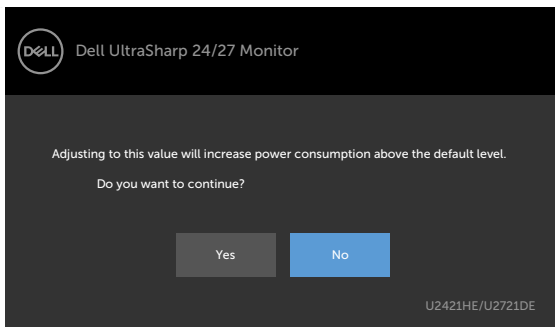 DELL
Dell UltraSharp 24/27 Monitor
Adjusting to this value will increase power consumption above the default level.
Do you want to continue?
Yes
No
U2421HE/U2721DE